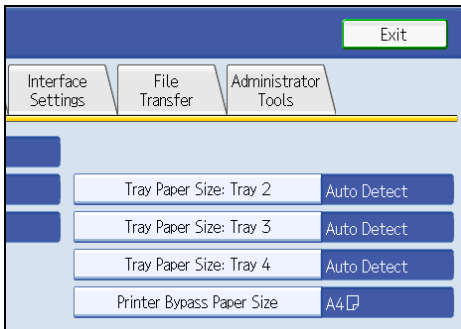 Exit
Interface Settings
File Transfer
Administrator Tools
Tray Paper Size: Tray 2 Auto Detect
Tray Paper Size: Tray 3 Auto Detect
Tray Paper Size: Tray 4 Auto Detect
Printer Bypass Paper Size A4